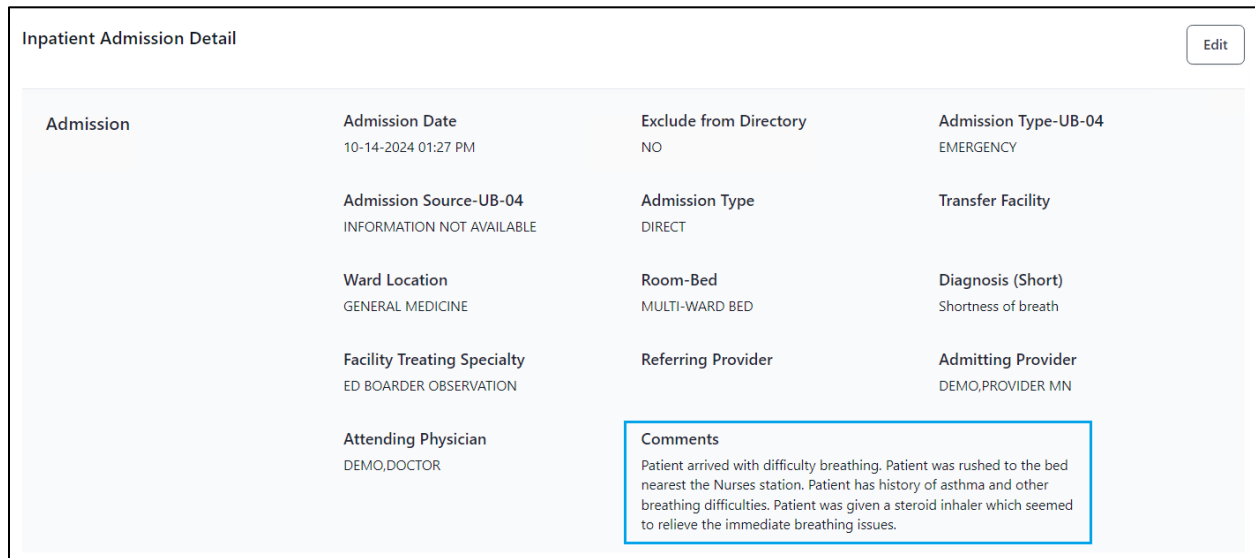 Inpatient Admission Detail
Edit
Admission
Admission Date
Exclude from Directory
Admission Type-UB-04
10-14-2024 01:27 PM
NO
EMERGENCY
Admission Source-UB-04
Admission Type
Transfer Facility
INFORMATION NOT AVAILABLE
DIRECT
Ward Location
Room-Bed
Diagnosis (Short)
GENERAL MEDICINE
MULTI-WARD BED
Shortness of breath
Facility Treating Specialty
Referring Provider
Admitting Provider
ED BOARDER OBSERVATION
DEMO,PROVIDER MN
Attending Physician
DEMO,DOCTOR
Comments
Patient arrived with difficulty breathing. Patient was rushed to the bed
nearest the Nurses station. Patient has history of asthma and other
breathing difficulties. Patient was given a steroid inhaler which seemed
to relieve the immediate breathing issues.